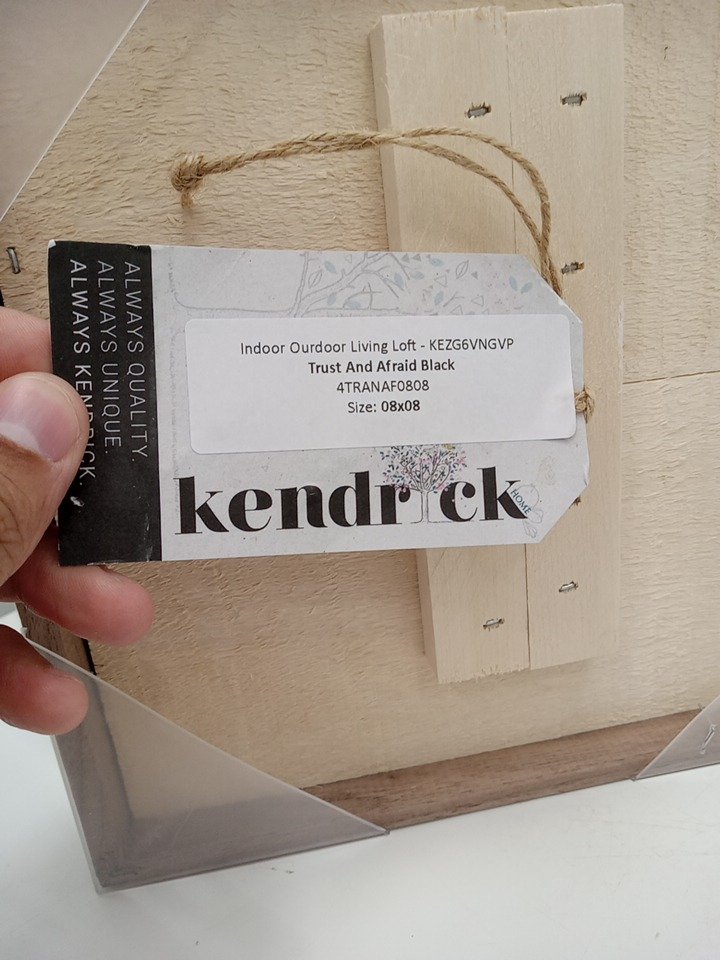 ALWAYS QUALITY.
ALWAYS UNIQUE.
ALWAYS KENDRICK.
Indoor Ourdoor Living Loft - KEZG6VNGVP
Trust And Afraid Black
4TRANAF0808
Size: 08x08
kendrick
HOME